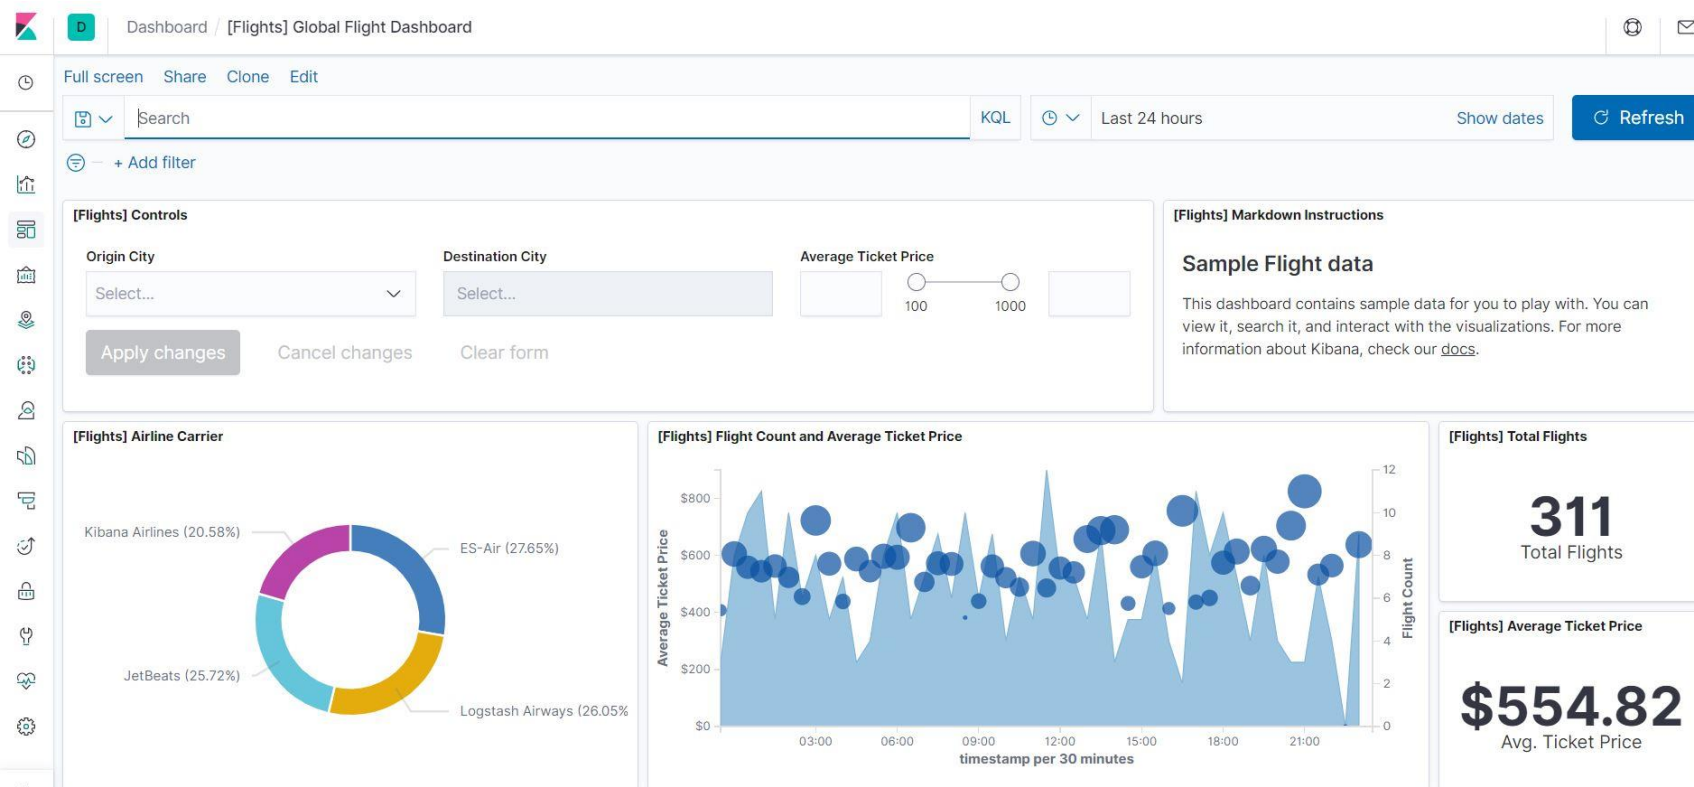 D Dashboard / [Flights] Global Flight Dashboard
Full screen Share Clone Edit
Search KQL Last 24 hours Show dates Refresh
+ Add filter
[Flights] Controls
Origin City Destination City Average Ticket Price
Select... Select...
100 1000
Apply changes Cancel changes Clear form
[Flights] Markdown Instructions
Sample Flight data
This dashboard contains sample data for you to play with. You can
view it, search it, and interact with the visualizations. For more
information about Kibana, check our docs.
[Flights] Airline Carrier
Kibana Airlines (20.58%)
ES-Air (27.65%)
JetBeats (25.72%)
Logstash Airways (26.05%
[Flights] Flight Count and Average Ticket Price
Average Ticket Price
$800
$600
$400
$200
$0
12
10
8
6
4
2
0
Flight Count
03:00 06:00 09:00 12:00 15:00 18:00 21:00
timestamp per 30 minutes
[Flights] Total Flights
311
Total Flights
[Flights] Average Ticket Price
$554.82
Avg. Ticket Price